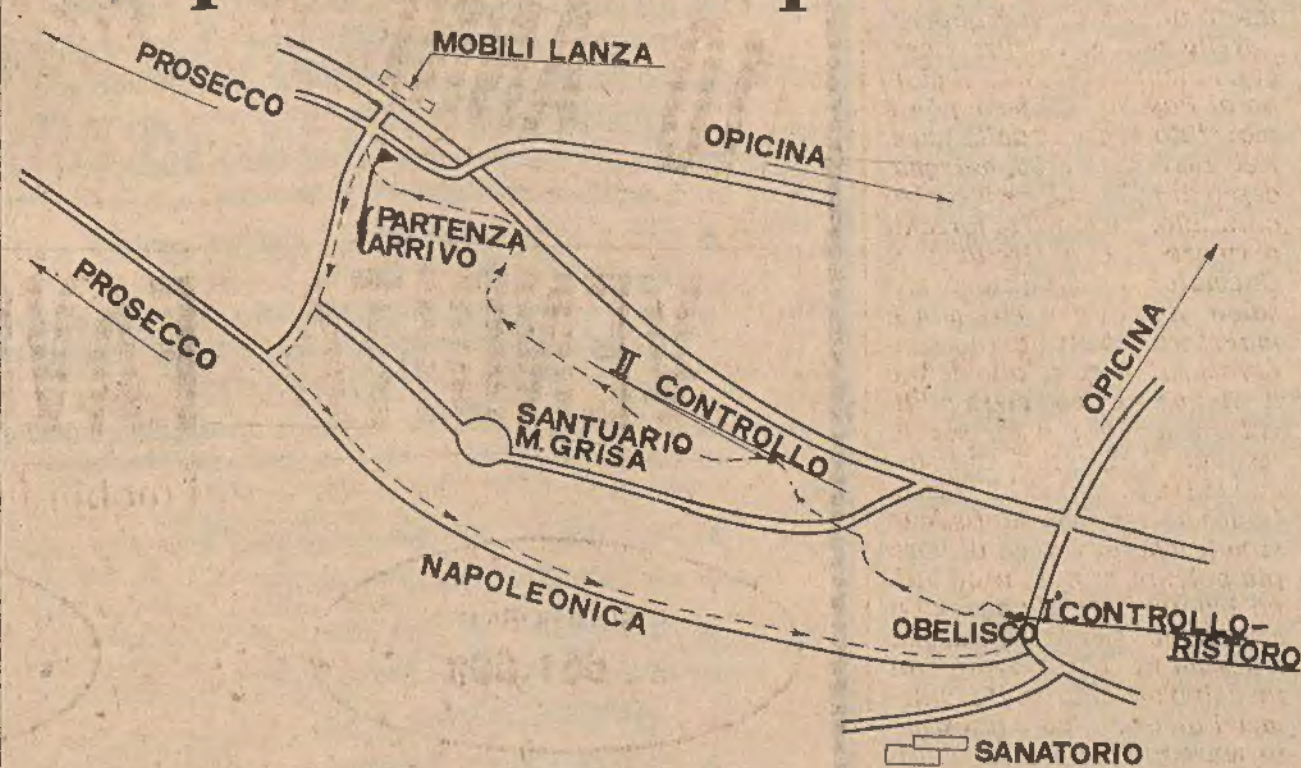 MOBILI LANZA
PROSECCO
OPICINA
PARTENZA
ARRIVO
PROSECCO
OPICINA
II CONTROLLO
SANTUARIO
M. GRISA
NAPOLEONICA
OBELISCO
I° CONTROLLO-
RISTORO
SANATORIO